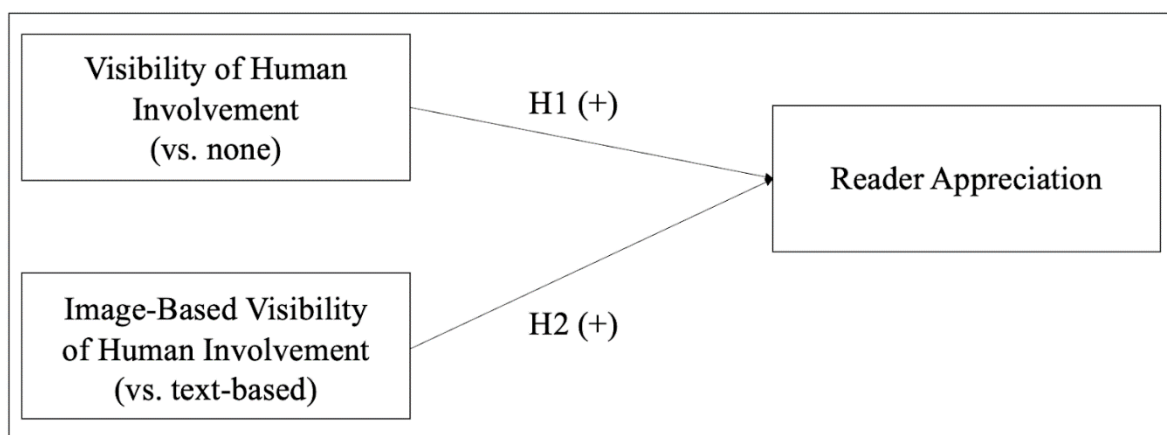 Visibility of Human
Involvement
(vs. none)
H1 (+)
Reader Appreciation
Image-Based Visibility
of Human Involvement
(vs. text-based)
H2 (+)